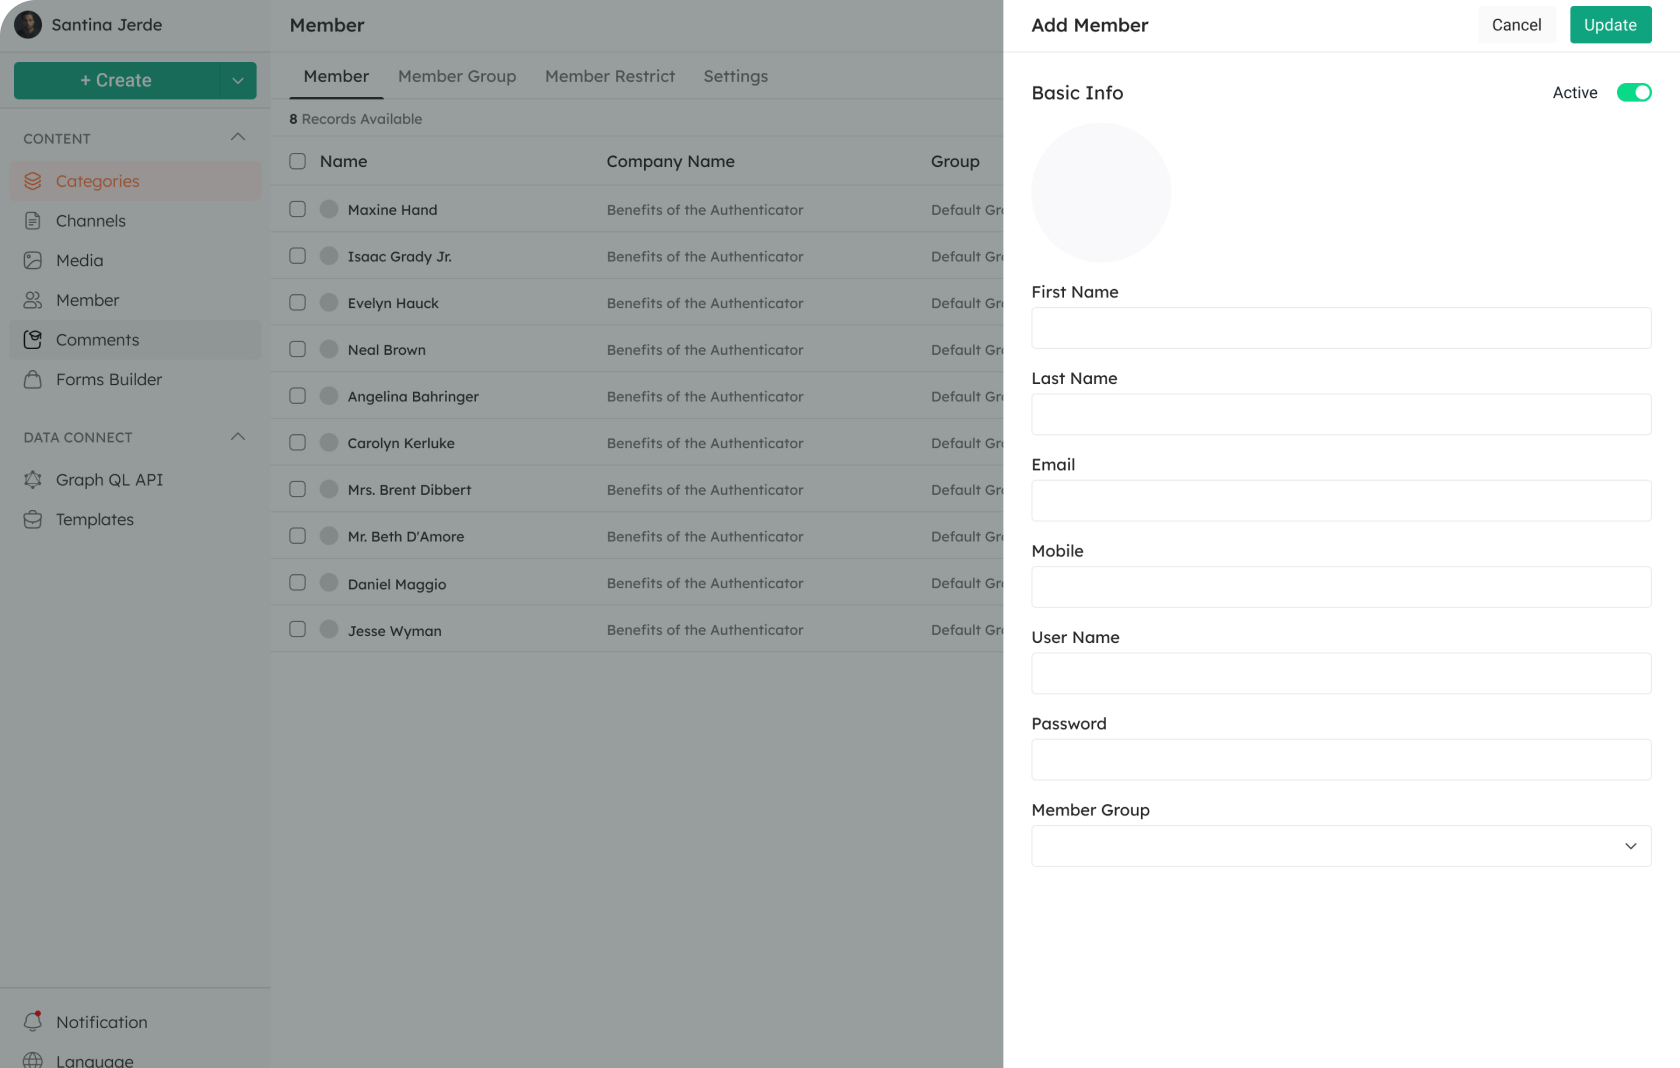 Santina Jerde
+ Create
CONTENT
Categories
Channels
Media
Member
Comments
Forms Builder
DATA CONNECT
Graph QL API
Templates
Notification
Language
Member
Member Member Group Member Restrict Settings
8 Records Available
Name Company Name Group
Maxine Hand Benefits of the Authenticator Default Gr
Isaac Grady Jr. Benefits of the Authenticator Default Gr
Evelyn Hauck Benefits of the Authenticator Default Gr
Neal Brown Benefits of the Authenticator Default Gr
Angelina Bahringer Benefits of the Authenticator Default Gr
Carolyn Kerluke Benefits of the Authenticator Default Gr
Mrs. Brent Dibbert Benefits of the Authenticator Default Gr
Mr. Beth D'Amore Benefits of the Authenticator Default Gr
Daniel Maggio Benefits of the Authenticator Default Gr
Jesse Wyman Benefits of the Authenticator Default Gr
Add Member Cancel Update
Basic Info Active
First Name
Last Name
Email
Mobile
User Name
Password
Member Group